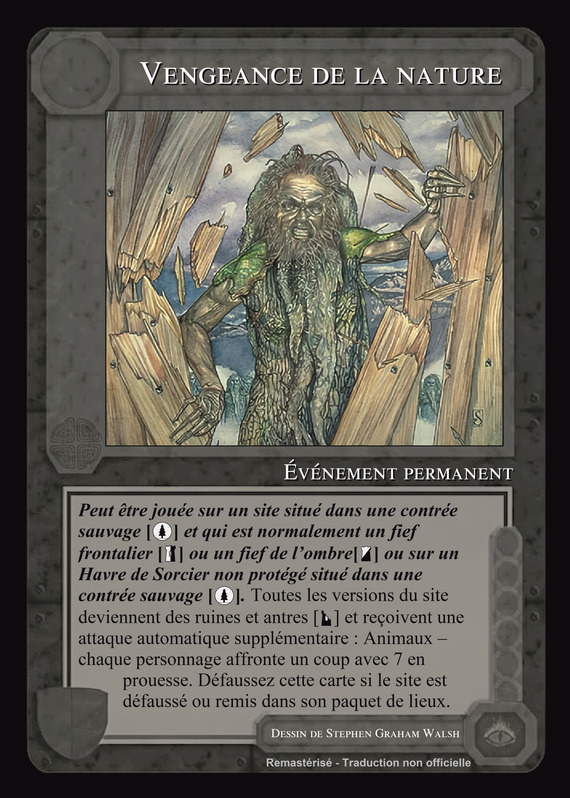 Vengeance de la nature
Événement permanent
Peut être jouée sur un site situé dans une contrée
sauvage [ ] et qui est normalement un fief
frontalier [ ] ou un fief de l'ombre[ ] ou sur un
Havre de Sorcier non protégé situé dans une
contrée sauvage [ ]. Toutes les versions du site
deviennent des ruines et antres [ ] et reçoivent une
attaque automatique supplémentaire : Animaux –
chaque personnage affronte un coup avec 7 en
prouesse. Défaussez cette carte si le site est
défaussé ou remis dans son paquet de lieux.
Dessin de Stephen Graham Walsh
Remastérisé - Traduction non officielle
S